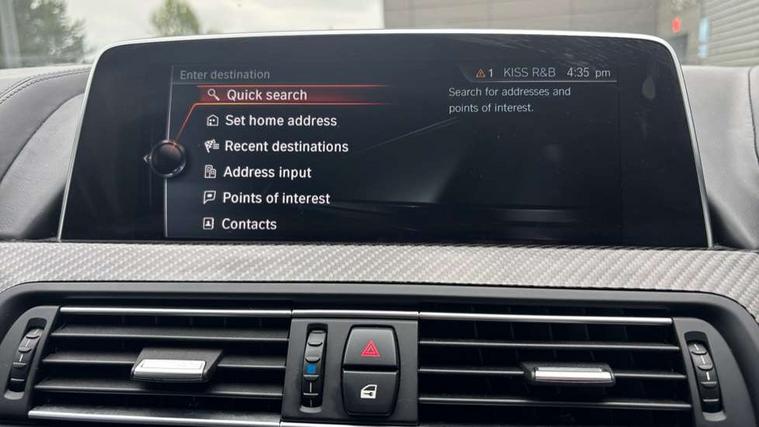 Enter destination
1 KISS R&B 4:35 pm
Quick search
Search for addresses and
points of interest.
Set home address
Recent destinations
Address input
Points of interest
Contacts